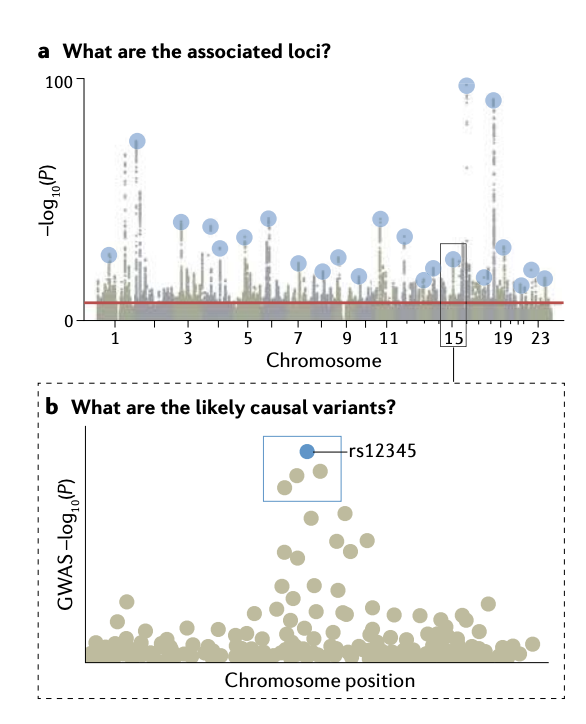 a What are the associated loci?
100
–log10(P)
0
1 3 5 7 9 11 15 19 23
Chromosome
b What are the likely causal variants?
rs12345
GWAS –log10(P)
Chromosome position